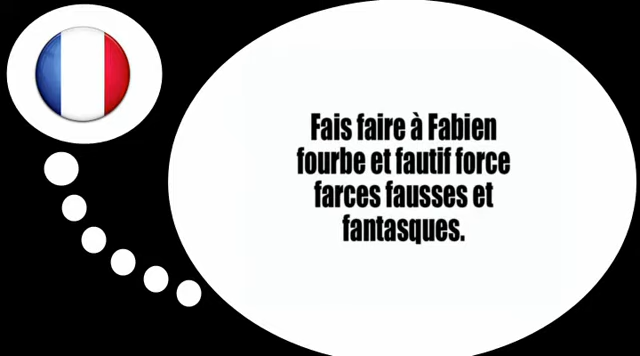 Fais faire à Fabien
fourbe et fautif force
farces fausses et
fantasques.